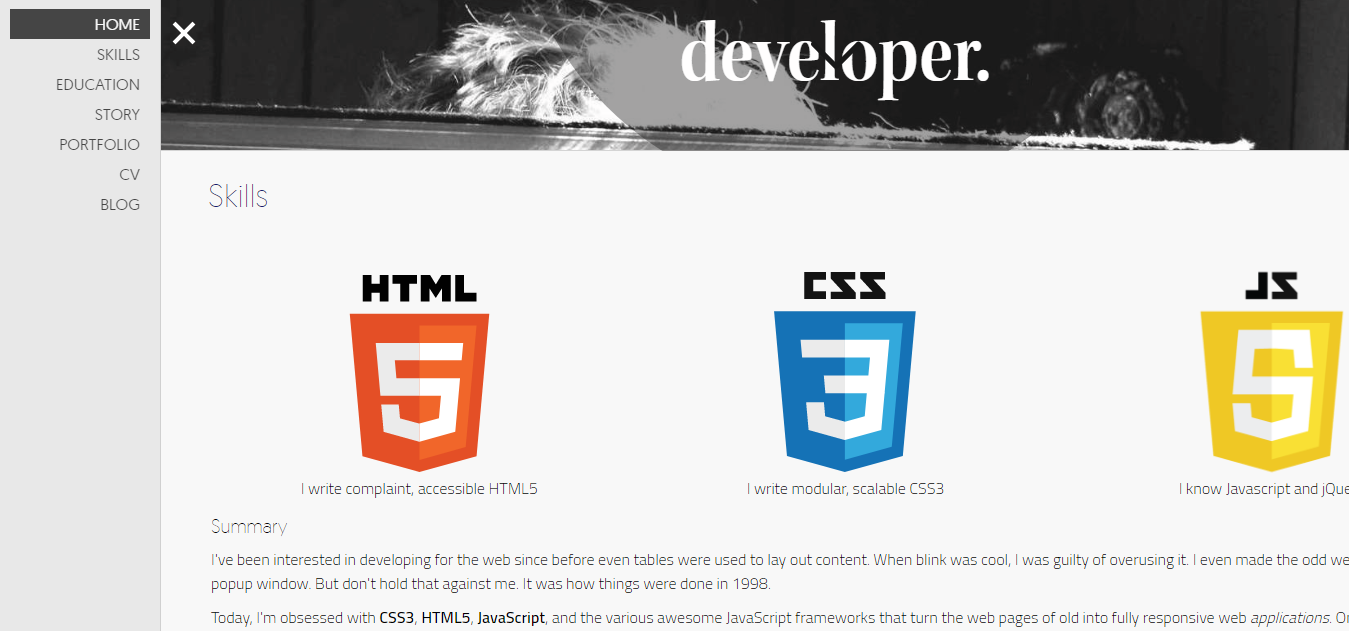 HOME
SKILLS
EDUCATION
STORY
PORTFOLIO
CV
BLOG
developer.
Skills
HTML
5
CSS
3
JS
5
I write complaint, accessible HTML5
I write modular, scalable CSS3
I know Javascript and jQue
Summary
I've been interested in developing for the web since before even tables were used to lay out content. When blink was cool, I was guilty of overusing it. I even made the odd we
popup window. But don't hold that against me. It was how things were done in 1998.
Today, I'm obsessed with CSS3, HTML5, JavaScript, and the various awesome JavaScript frameworks that turn the web pages of old into fully responsive web applications. Or